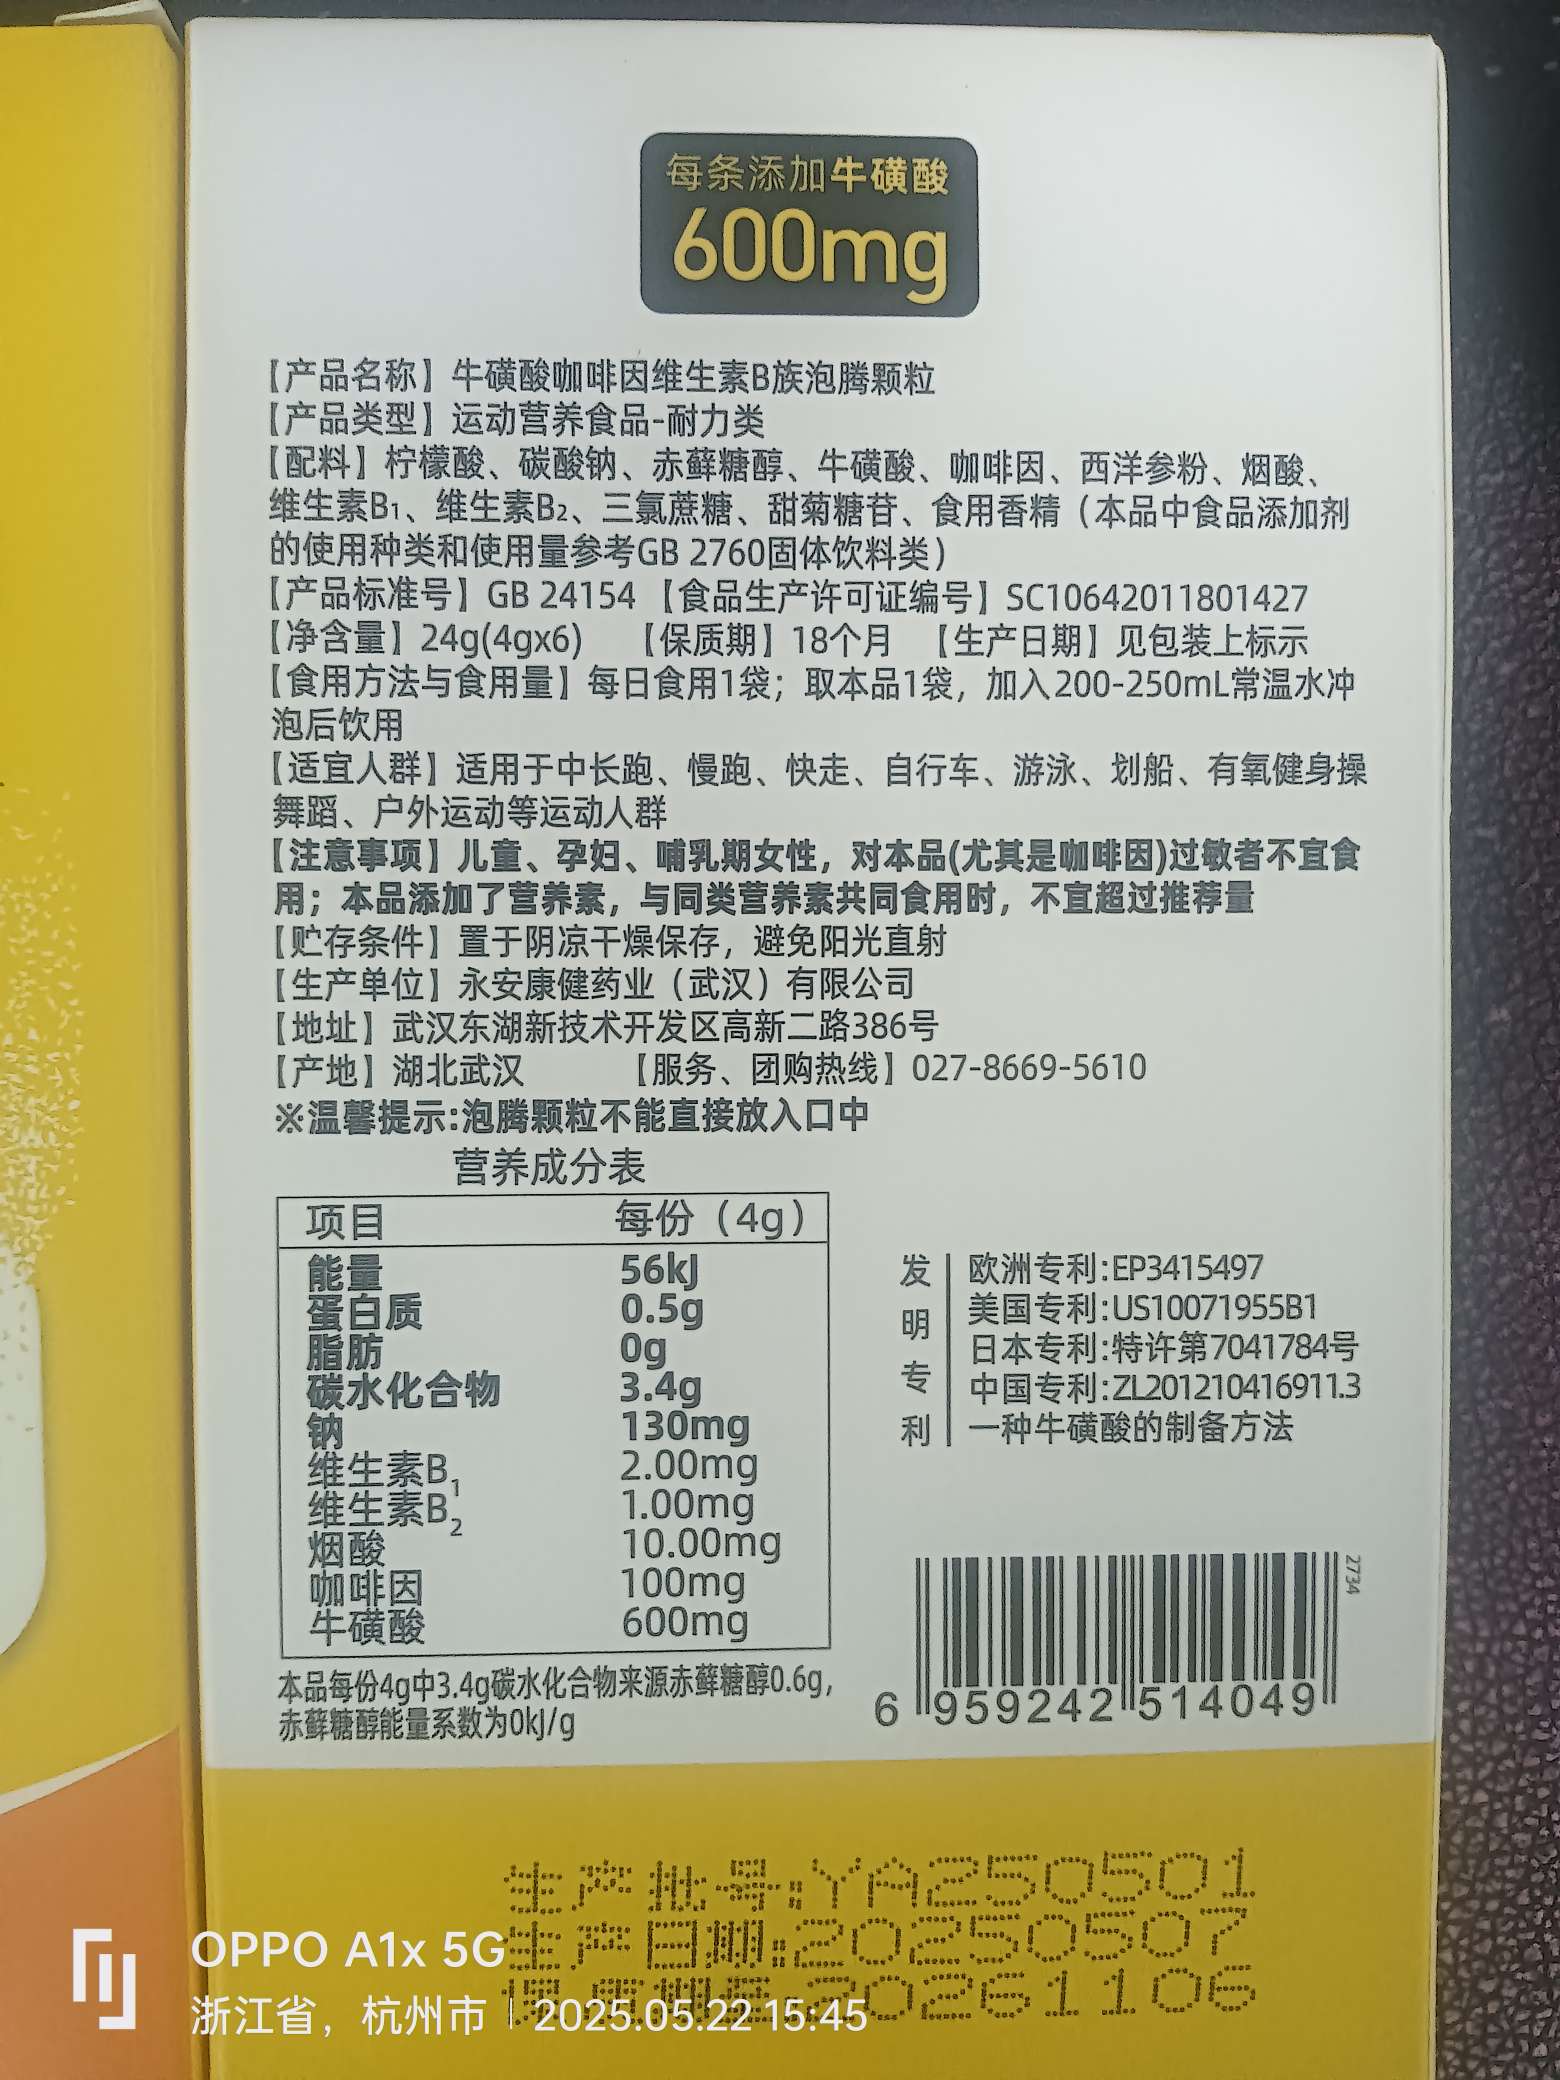 每条添加牛磺酸
600mg
【产品名称】牛磺酸咖啡因维生素B族泡腾颗粒
【产品类型】运动营养食品-耐力类
【配料】柠檬酸、碳酸钠、赤藓糖醇、牛磺酸、咖啡因、西洋参粉、烟酸、
维生素B₁、维生素B₂、三氯蔗糖、甜菊糖苷、食用香精（本品中食品添加剂
的使用种类和使用量参考GB 2760固体饮料类）
【产品标准号】GB 24154 【食品生产许可证编号】SC10642011801427
【净含量】24g(4gx6) 【保质期】18个月 【生产日期】见包装上标示
【食用方法与食用量】每日食用1袋；取本品1袋，加入200-250mL常温水冲
泡后饮用
【适宜人群】适用于中长跑、慢跑、快走、自行车、游泳、划船、有氧健身操
舞蹈、户外运动等运动人群
【注意事项】儿童、孕妇、哺乳期女性，对本品(尤其是咖啡因)过敏者不宜食
用；本品添加了营养素，与同类营养素共同食用时，不宜超过推荐量
【贮存条件】置于阴凉干燥保存，避免阳光直射
【生产单位】永安康健药业（武汉）有限公司
【地址】武汉东湖新技术开发区高新二路386号
【产地】湖北武汉 【服务、团购热线】027-8669-5610
※温馨提示:泡腾颗粒不能直接放入口中
营养成分表
项目 每份（4g）
能量 56kJ
蛋白质 0.5g
脂肪 0g
碳水化合物 3.4g
钠 130mg
维生素B₁ 2.00mg
维生素B₂ 1.00mg
烟酸 10.00mg
咖啡因 100mg
牛磺酸 600mg
本品每份4g中3.4g碳水化合物来源赤藓糖醇0.6g,
赤藓糖醇能量系数为0kJ/g
发明专利
欧洲专利:EP3415497
美国专利:US10071955B1
日本专利:特许第7041784号
中国专利:ZL201210416911.3
一种牛磺酸的制备方法
2734
6 959242 514049
生产批号:YA250501
生产日期:20250507
保质期至:20261106
OPPO A1x 5G
浙江省，杭州市 | 2025.05.22 15:45